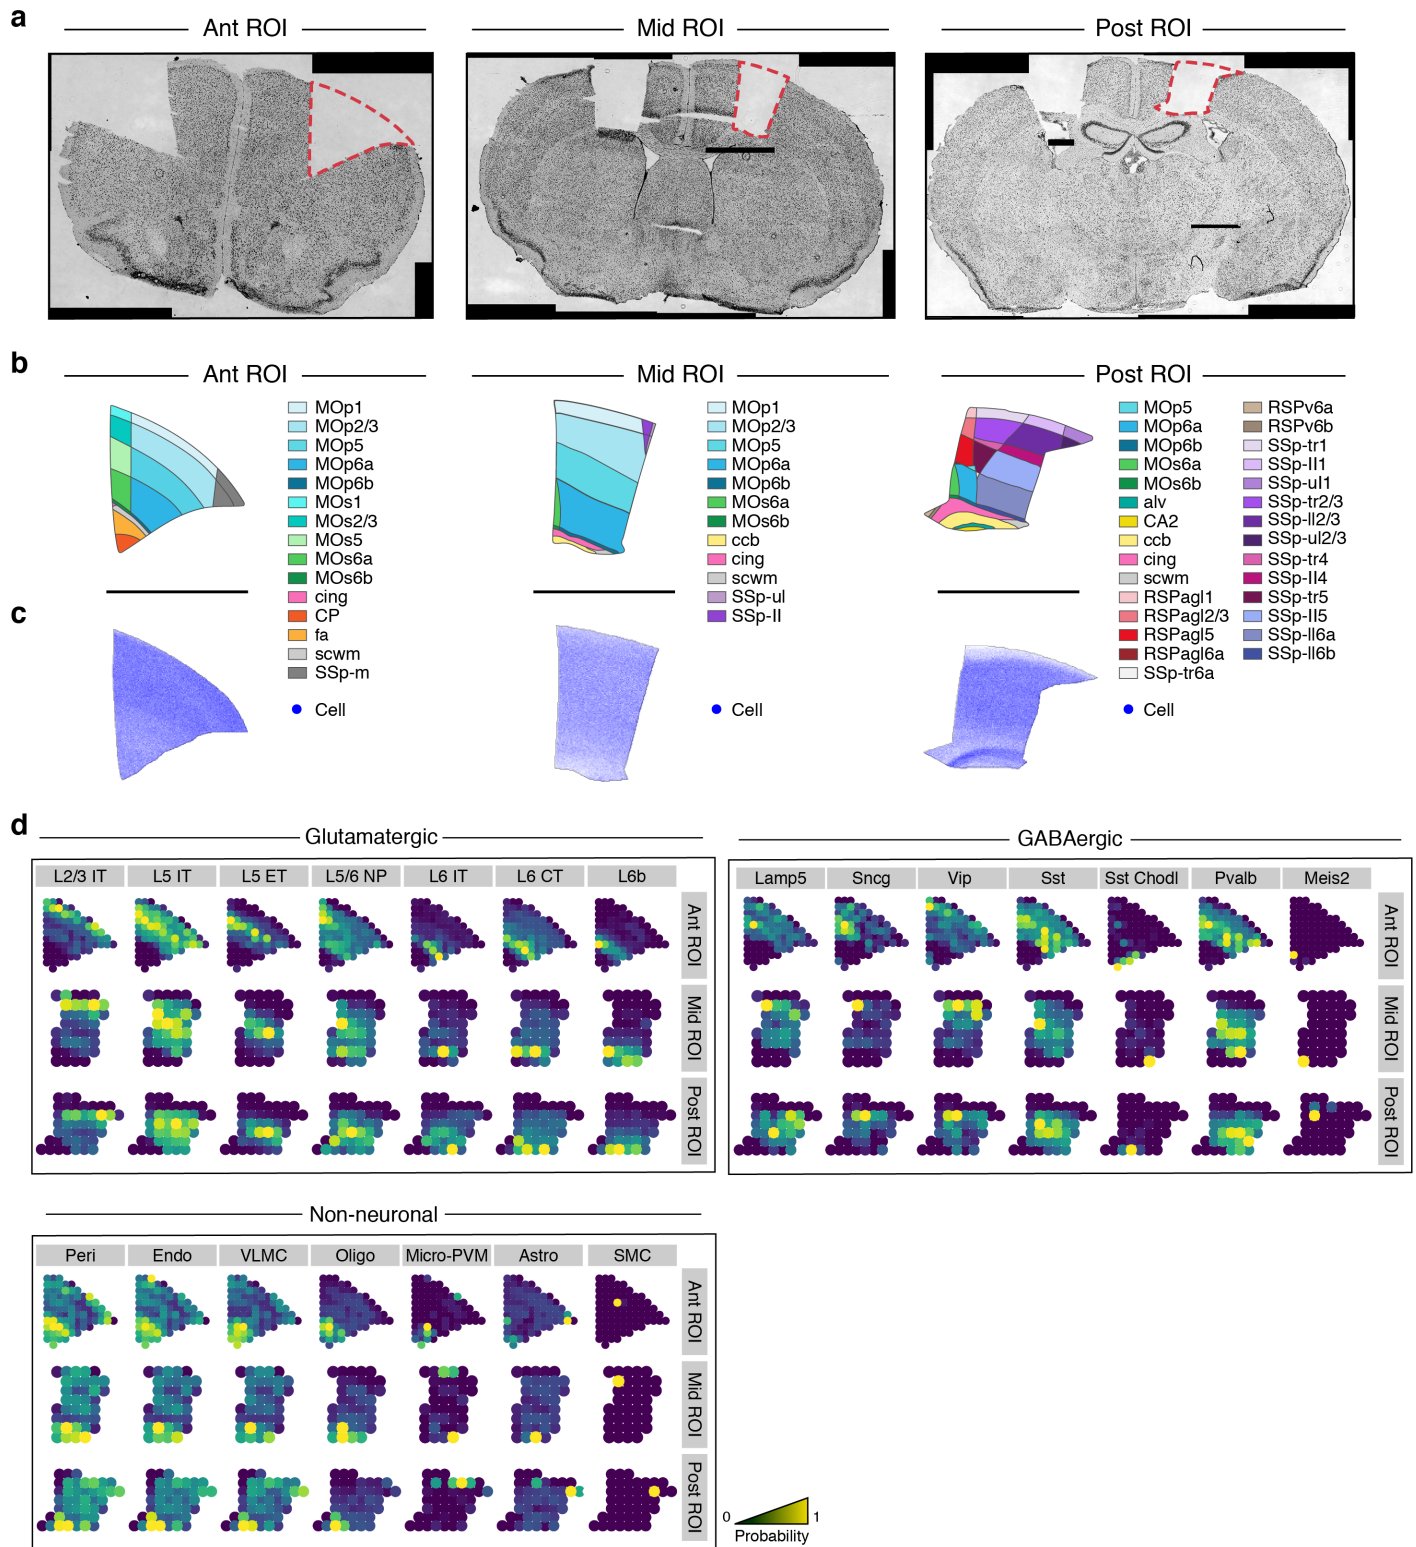 a
Ant ROI
Mid ROI
Post ROI
b
Ant ROI
MOp1
MOp2/3
MOp5
MOp6a
MOp6b
MOs1
MOs2/3
MOs5
MOs6a
MOs6b
cing
CP
fa
scwm
SSp-m
Mid ROI
MOp1
MOp2/3
MOp5
MOp6a
MOp6b
MOs6a
MOs6b
ccb
cing
scwm
SSp-ul
SSp-II
Post ROI
MOp5
MOp6a
MOp6b
MOs6a
MOs6b
alv
CA2
ccb
cing
scwm
RSPagl1
RSPagl2/3
RSPagl5
RSPagl6a
SSp-tr6a
RSPv6a
RSPv6b
SSp-tr1
SSp-II1
SSp-ul1
SSp-tr2/3
SSp-ll2/3
SSp-ul2/3
SSp-tr4
SSp-II4
SSp-tr5
SSp-II5
SSp-ll6a
SSp-ll6b
c
Cell
Cell
Cell
d
Glutamatergic
L2/3 IT L5 IT L5 ET L5/6 NP L6 IT L6 CT L6b
Ant ROI
Mid ROI
Post ROI
GABAergic
Lamp5 Sncg Vip Sst Sst Chodl Pvalb Meis2
Ant ROI
Mid ROI
Post ROI
Non-neuronal
Peri Endo VLMC Oligo Micro-PVM Astro SMC
Ant ROI
Mid ROI
Post ROI
0 1
Probability